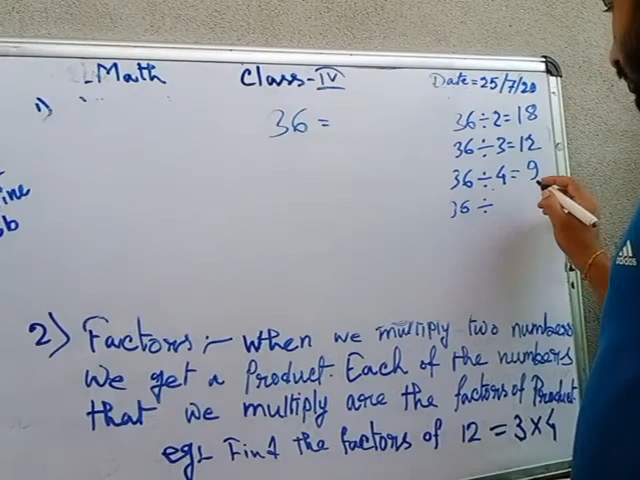 Math Class-IV Date=25/7/20
1)
36 =
36÷2=18
36÷3=12
36÷4=9
36÷
ine
b
2) Factors:- When we multiply two numbers
We get a Product. Each of the numbers
that we multiply are the factors of Product
eg1 Find the factors of 12 = 3×4
adidas